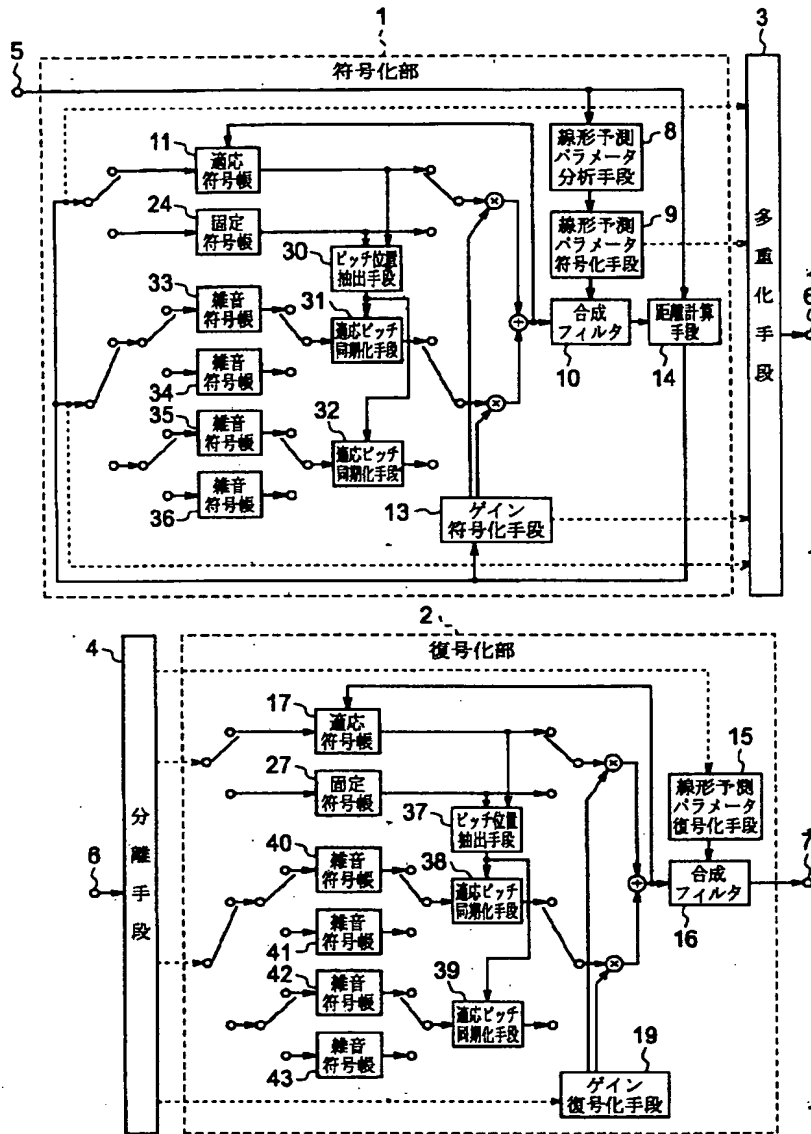 1
3
5
符号化部
11
適応
符号帳
8
線形予測
パラメータ
分析手段
24
固定
符号帳
9
線形予測
パラメータ
符号化手段
30
ピッチ位置
抽出手段
多重化手段
33
雑音
符号帳
31
適応ピッチ
同期化手段
合成
フィルタ
10
距離計算
手段
14
6
34
雑音
符号帳
35
雑音
符号帳
32
適応ピッチ
同期化手段
36
雑音
符号帳
13
ゲイン
符号化手段
2
4
復号化部
17
適応
符号帳
15
線形予測
パラメータ
復号化手段
27
固定
符号帳
37
ピッチ位置
抽出手段
分離手段
6
40
雑音
符号帳
38
適応ピッチ
同期化手段
合成
フィルタ
16
7
41
雑音
符号帳
42
雑音
符号帳
39
適応ピッチ
同期化手段
43
雑音
符号帳
19
ゲイン
復号化手段